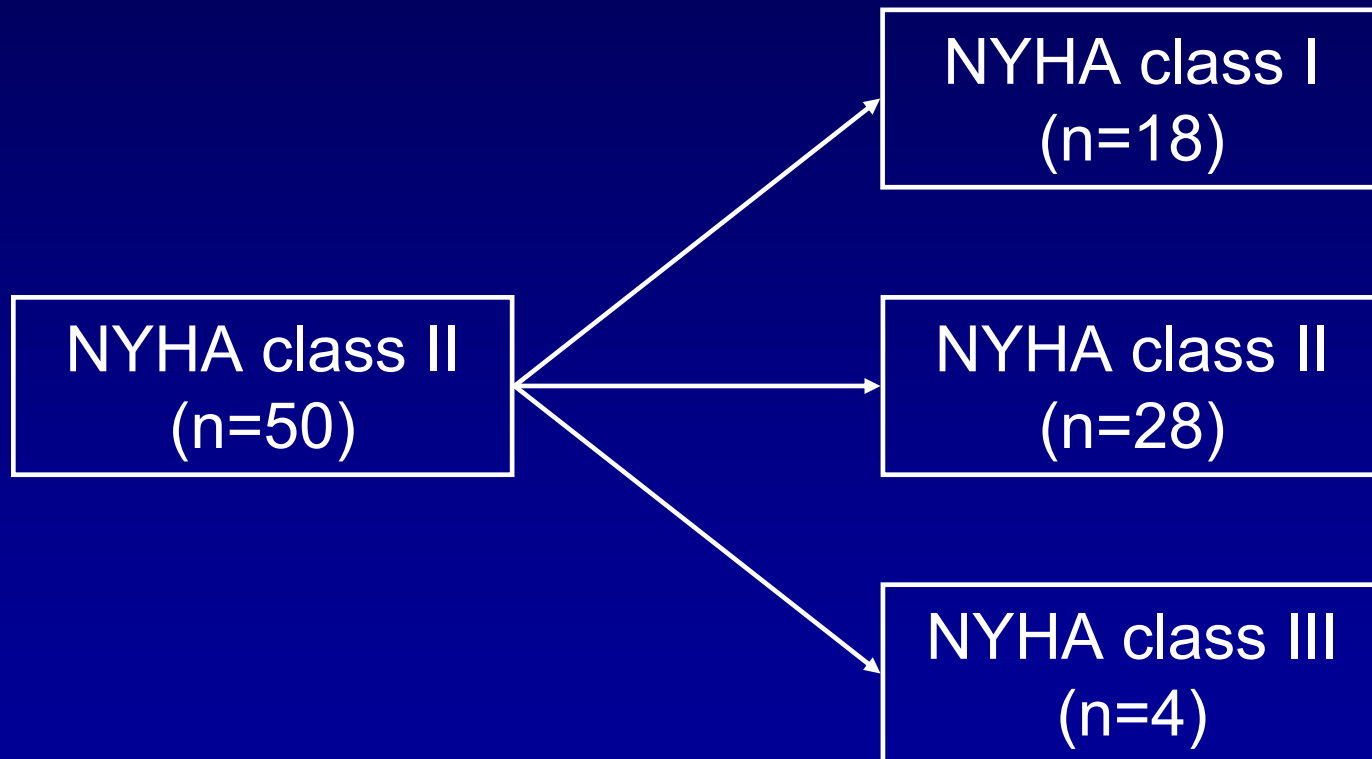 NYHA class I
(n=18)
NYHA class II
(n=50)
NYHA class II
(n=28)
NYHA class III
(n=4)